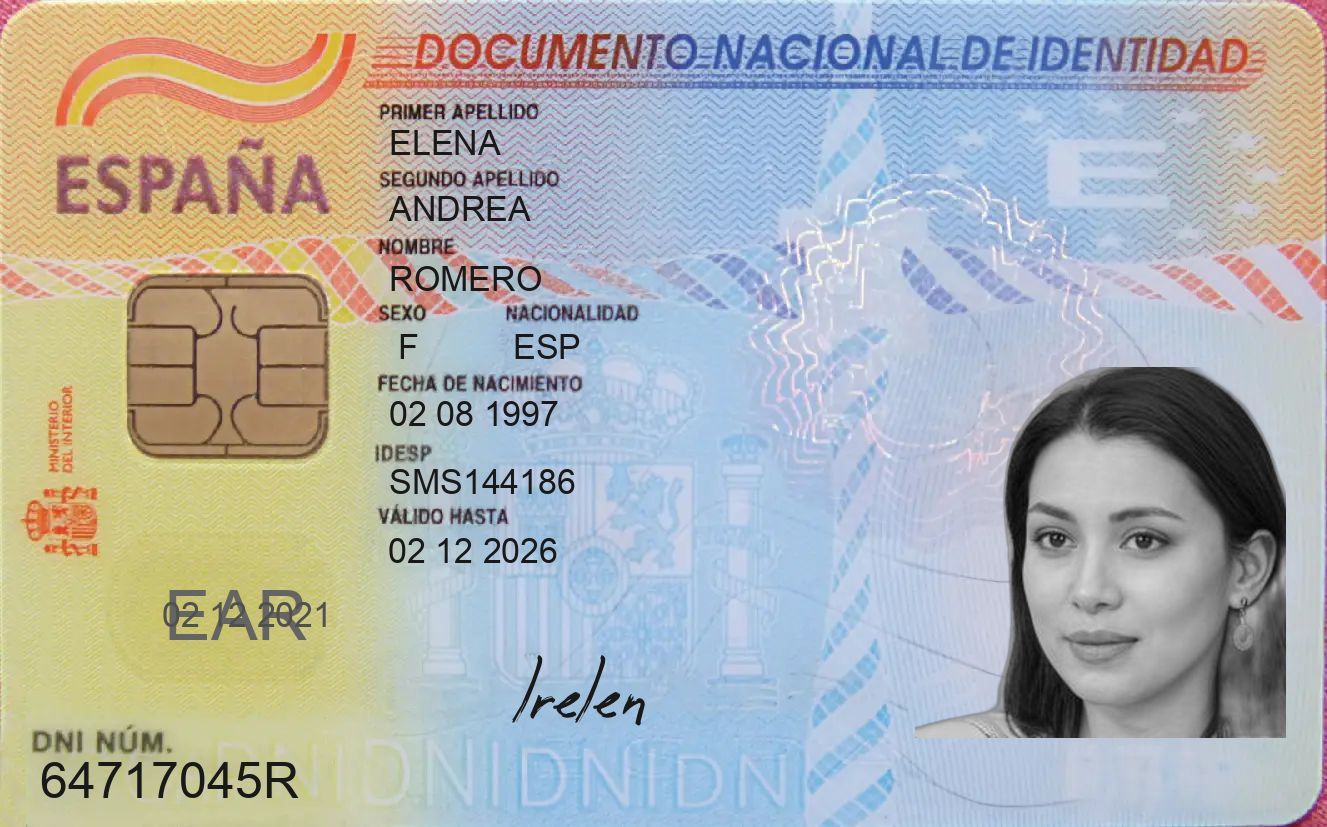 DOCUMENTO NACIONAL DE IDENTIDAD
ESPAÑA
PRIMER APELLIDO
ELENA
SEGUNDO APELLIDO
ANDREA
NOMBRE
ROMERO
SEXO NACIONALIDAD
F ESP
FECHA DE NACIMIENTO
02 08 1997
IDESP
SMS144186
VÁLIDO HASTA
02 12 2026
MINISTERIO
DEL INTERIOR
EAR
02 12 2021
Irelen
DNI NÚM.
64717045R
DNIDNIDNIDNI
E